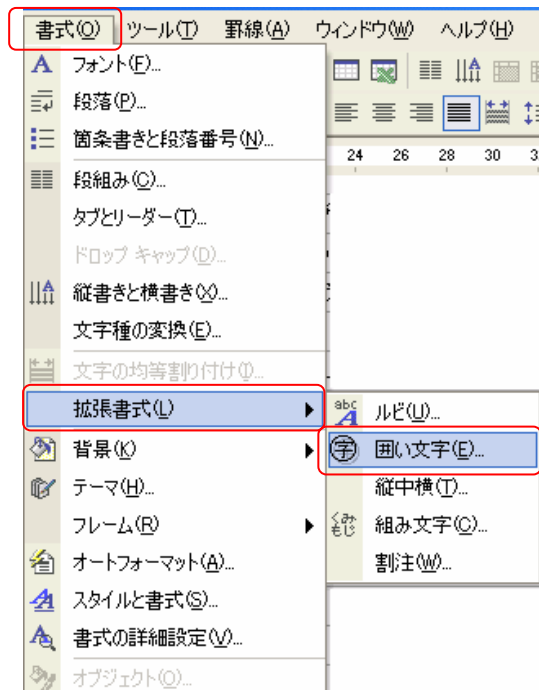 書式(O) ツール(T) 罫線(A) ウィンドウ(W) ヘルプ(H)
フォント(F)...
段落(P)...
箇条書きと段落番号(N)...
24 26 28 30
段組み(C)...
タブとリーダー(T)...
ドロップ キャップ(D)...
縦書きと横書き(X)...
文字種の変換(E)...
文字の均等割り付け(I)...
拡張書式(L)
abc
A
ルビ(U)...
背景(K)
字
囲い文字(E)...
テーマ(H)...
縦中横(T)...
フレーム(R)
くみ
もじ
組み文字(C)...
オートフォーマット(A)...
割注(W)...
スタイルと書式(S)...
書式の詳細設定(V)...
オブジェクト(O)...